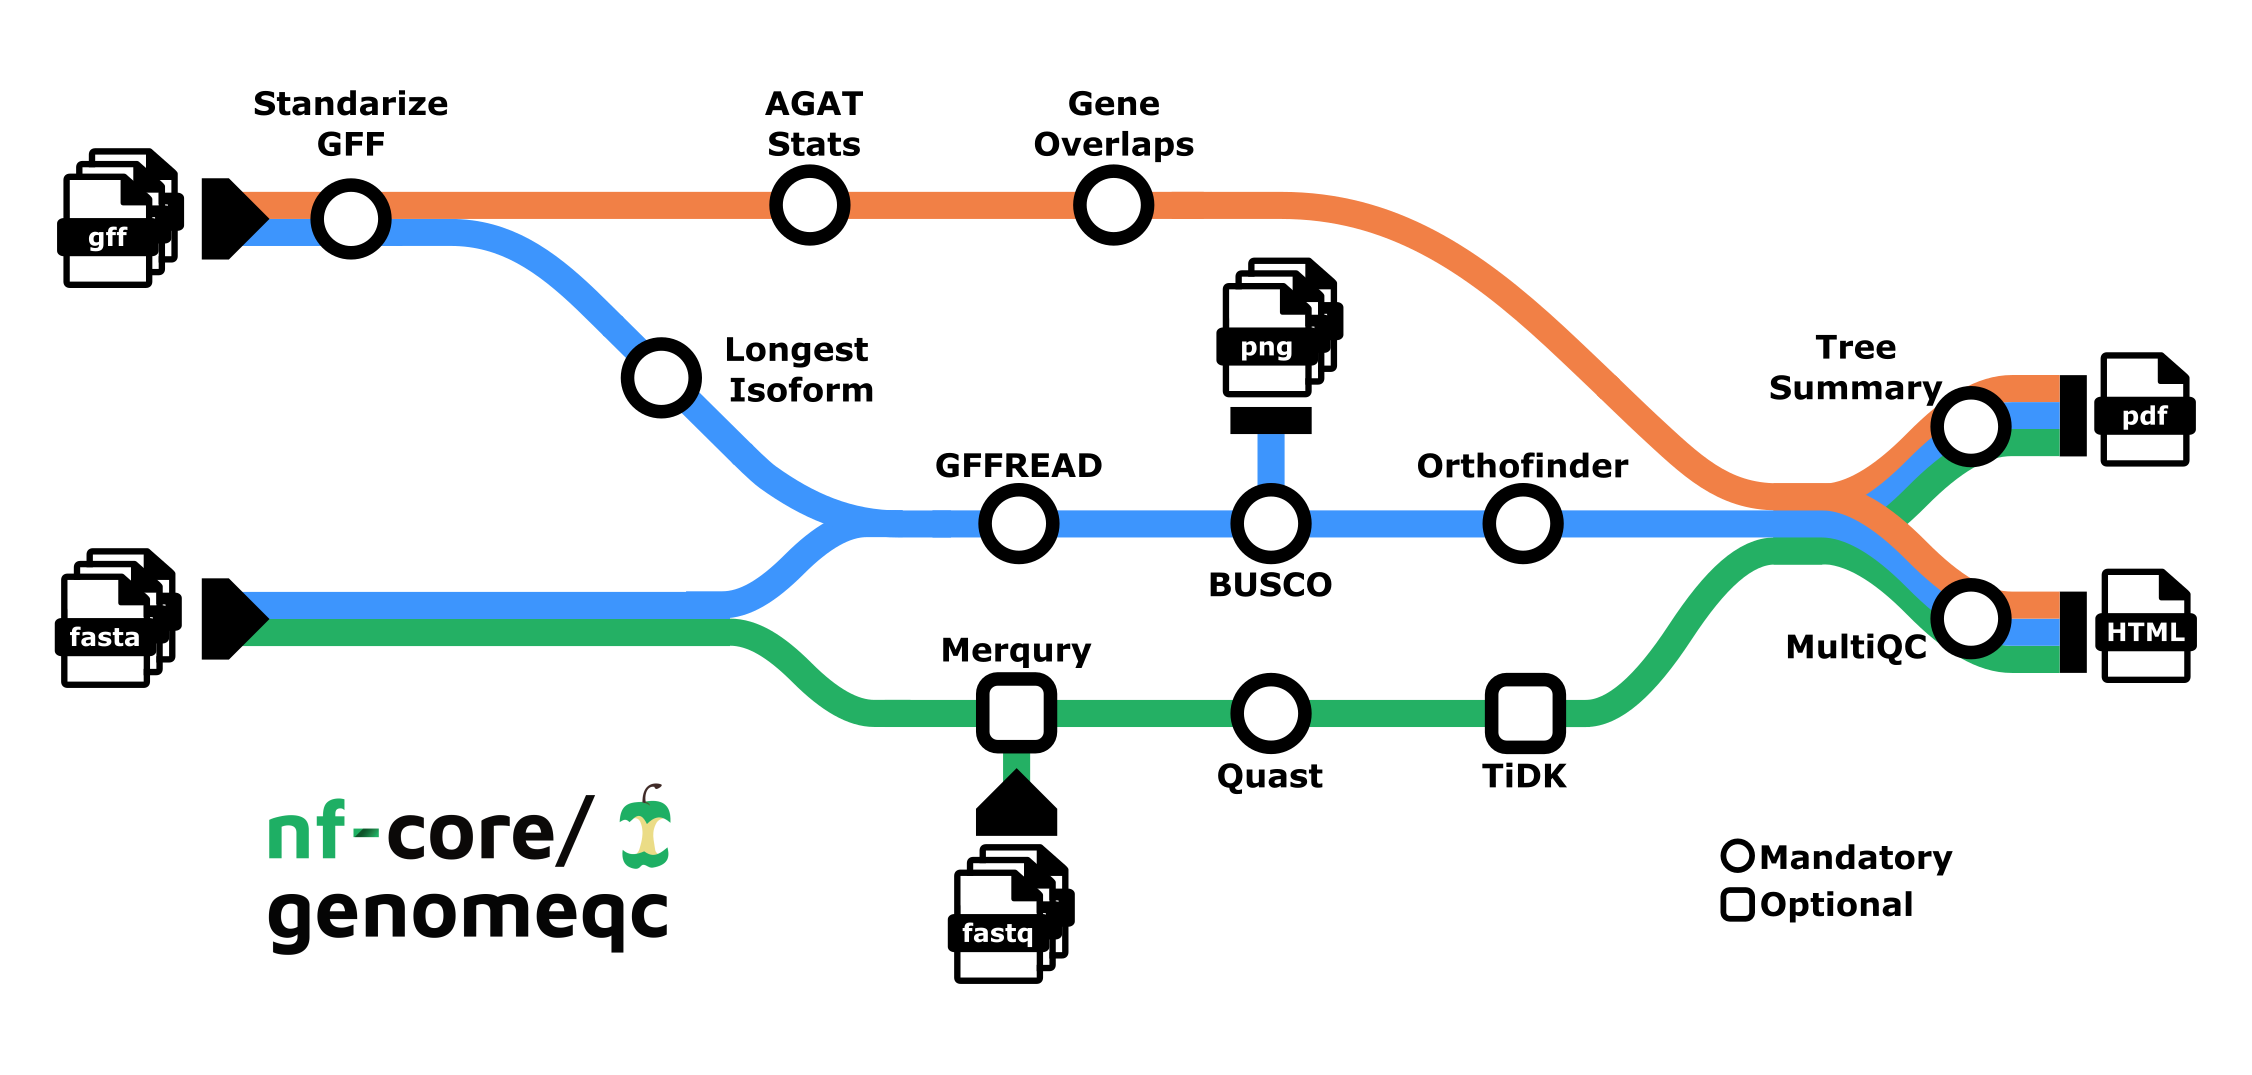 Standarize
GFF
AGAT
Stats
Gene
Overlaps
gff
Longest
Isoform
png
Tree
Summary
pdf
GFFREAD
Orthofinder
BUSCO
fasta
Merqury
MultiQC
HTML
Quast
TiDK
nf-core/
genomeqc
fastq
Mandatory
Optional